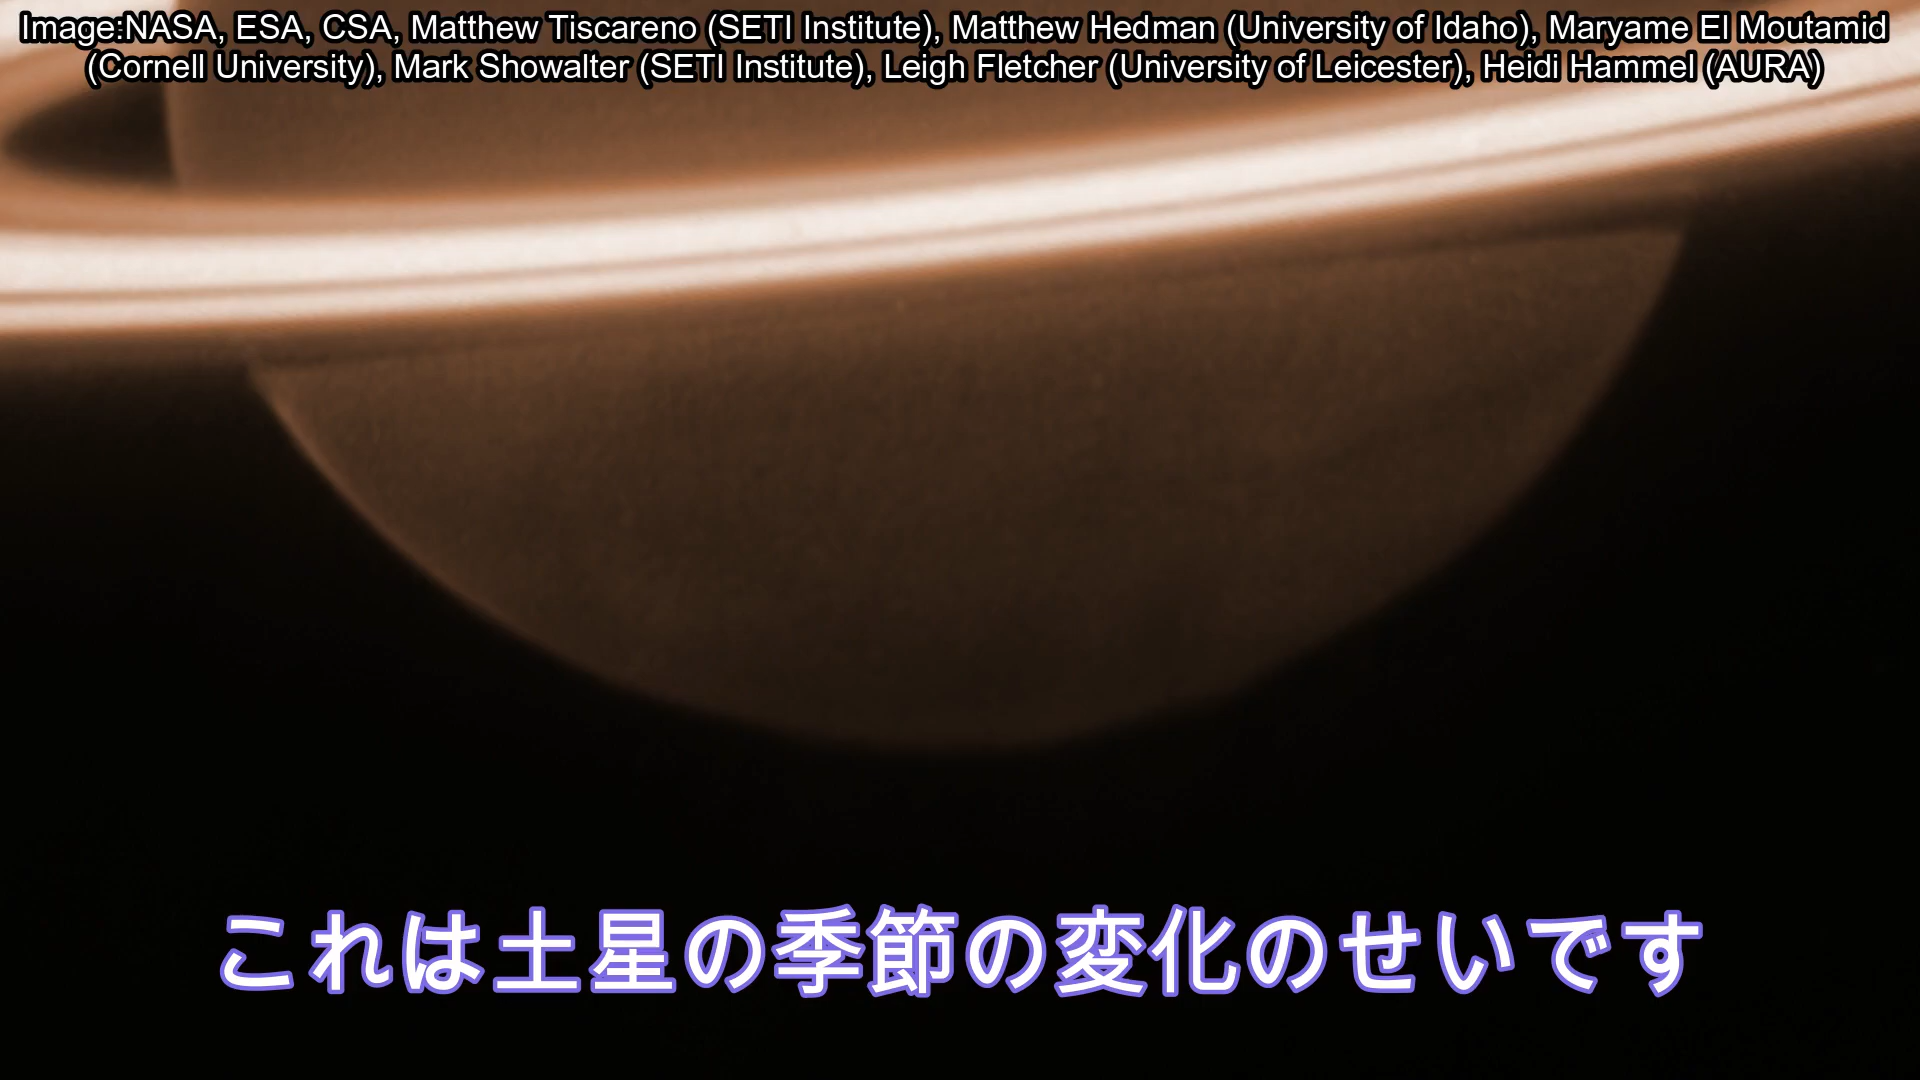 Image:NASA, ESA, CSA, Matthew Tiscareno (SETI Institute), Matthew Hedman (University of Idaho), Maryame El Moutamid
(Cornell University), Mark Showalter (SETI Institute), Leigh Fletcher (University of Leicester), Heidi Hammel (AURA)
これは土星の季節の変化のせいです